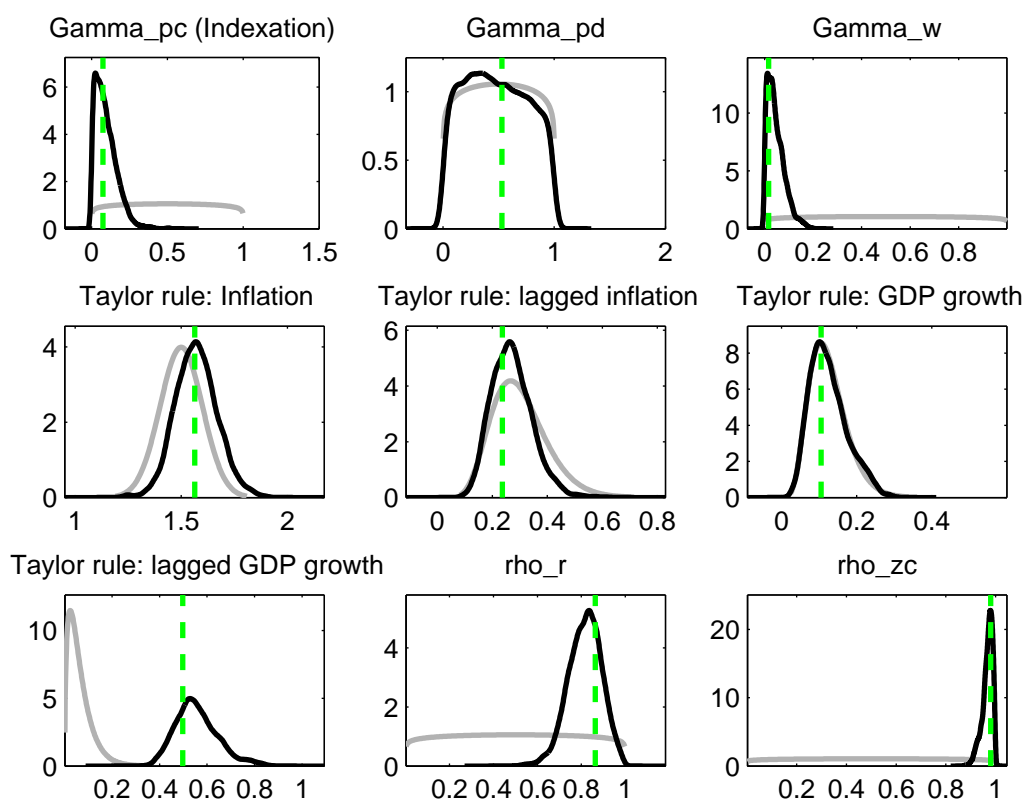 Gamma_pc (Indexation)
Gamma_pd
Gamma_w
6
4
2
0
0 0.5 1 1.5
1
0.5
0
0 1 2
10
5
0
0 0.2 0.4 0.6 0.8
Taylor rule: Inflation
Taylor rule: lagged inflation
Taylor rule: GDP growth
4
2
0
1 1.5 2
6
4
2
0
0 0.2 0.4 0.6 0.8
8
6
4
2
0
0 0.2 0.4
Taylor rule: lagged GDP growth
rho_r
rho_zc
10
5
0
0.2 0.4 0.6 0.8 1
4
2
0
0.2 0.4 0.6 0.8 1
20
10
0
0.2 0.4 0.6 0.8 1